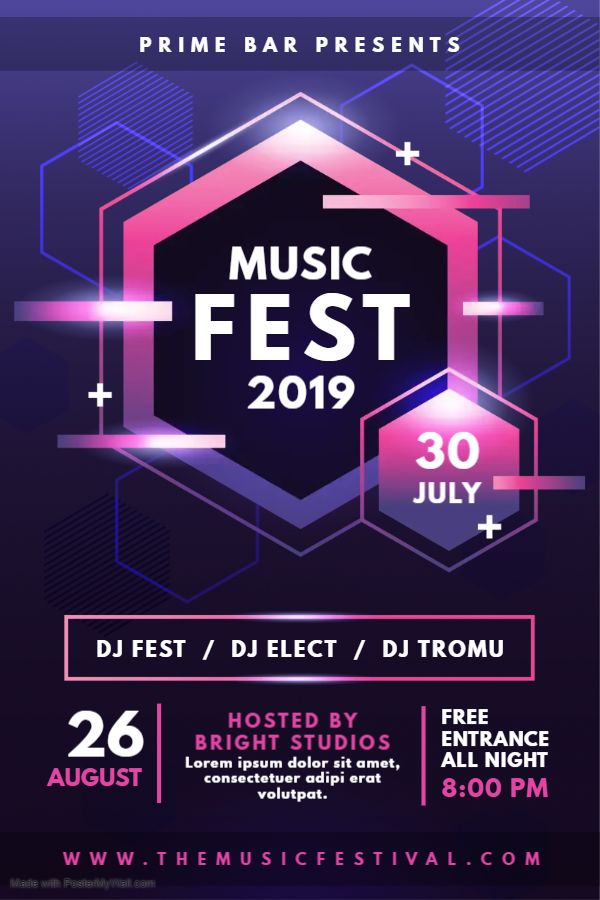 PRIME BAR PRESENTS
MUSIC
FEST
2019
30
JULY
DJ FEST / DJ ELECT / DJ TROMU
26
AUGUST
HOSTED BY
BRIGHT STUDIOS
Lorem ipsum dolor sit amet,
consectetuer adipi erat
volutpat.
FREE
ENTRANCE
ALL NIGHT
8:00 PM
WWW.THEMUSICFESTIVAL.COM
Made with PosterMyWall.com